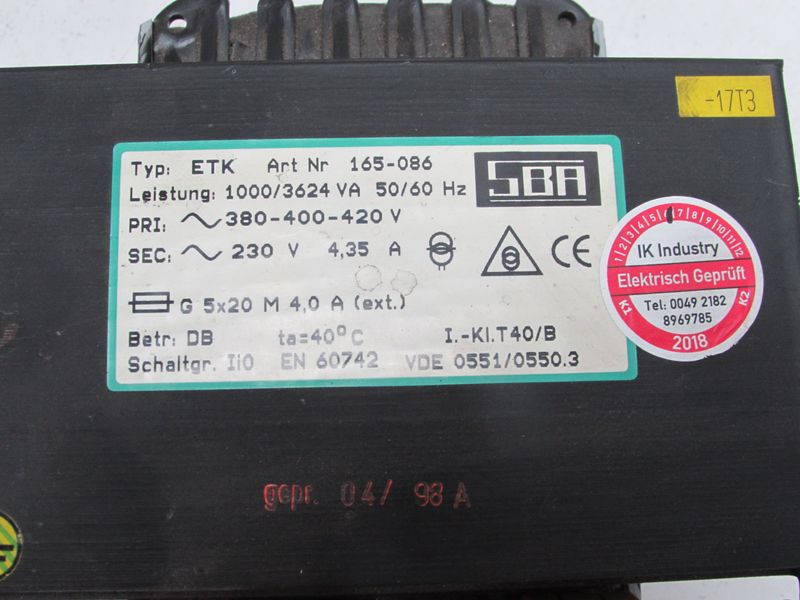 -17T3
Typ: ETK Art Nr 165-086
SBA
Leistung: 1000/3624 VA 50/60 Hz
PRI: ~ 380-400-420 V
SEC: ~ 230 V 4,35 A
CE
G 5x20 M 4,0 A (ext.)
Betr: DB ta=40°C I.-Kl.T40/B
Schaltgr. Ii0 EN 60742 VDE 0551/0550.3
1 2 3 4 5 6 7 8 9 10 11 12
IK Industry
Elektrisch Geprüft
K1 Tel: 0049 2182 K2
8969785
2018
gepr. 04/ 98 A